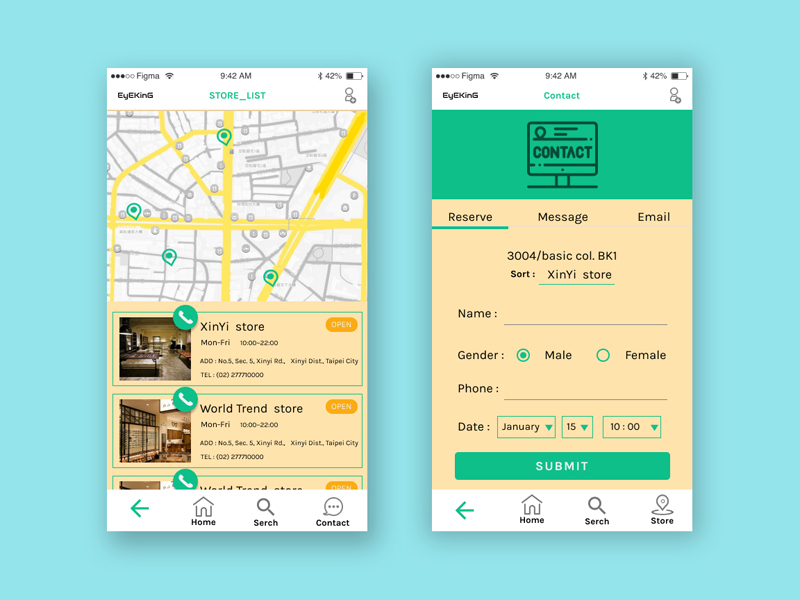 Figma 9:42 AM 42%
EyEKinG STORE_LIST
XinYi store OPEN
Mon-Fri 10:00-22:00
ADD : No.5, Sec. 5, Xinyi Rd., Xinyi Dist., Taipei City
TEL : (02) 277710000
World Trend store OPEN
Mon-Fri 10:00-22:00
ADD : No.5, Sec. 5, Xinyi Rd., Xinyi Dist., Taipei City
TEL : (02) 277710000
World Trend store OPEN
Home Serch Contact
Figma 9:42 AM 42%
EyEKinG Contact
CONTACT
Reserve Message Email
3004/basic col. BK1
Sort : XinYi store
Name :
Gender : Male Female
Phone :
Date : January 15 10 : 00
SUBMIT
Home Serch Store